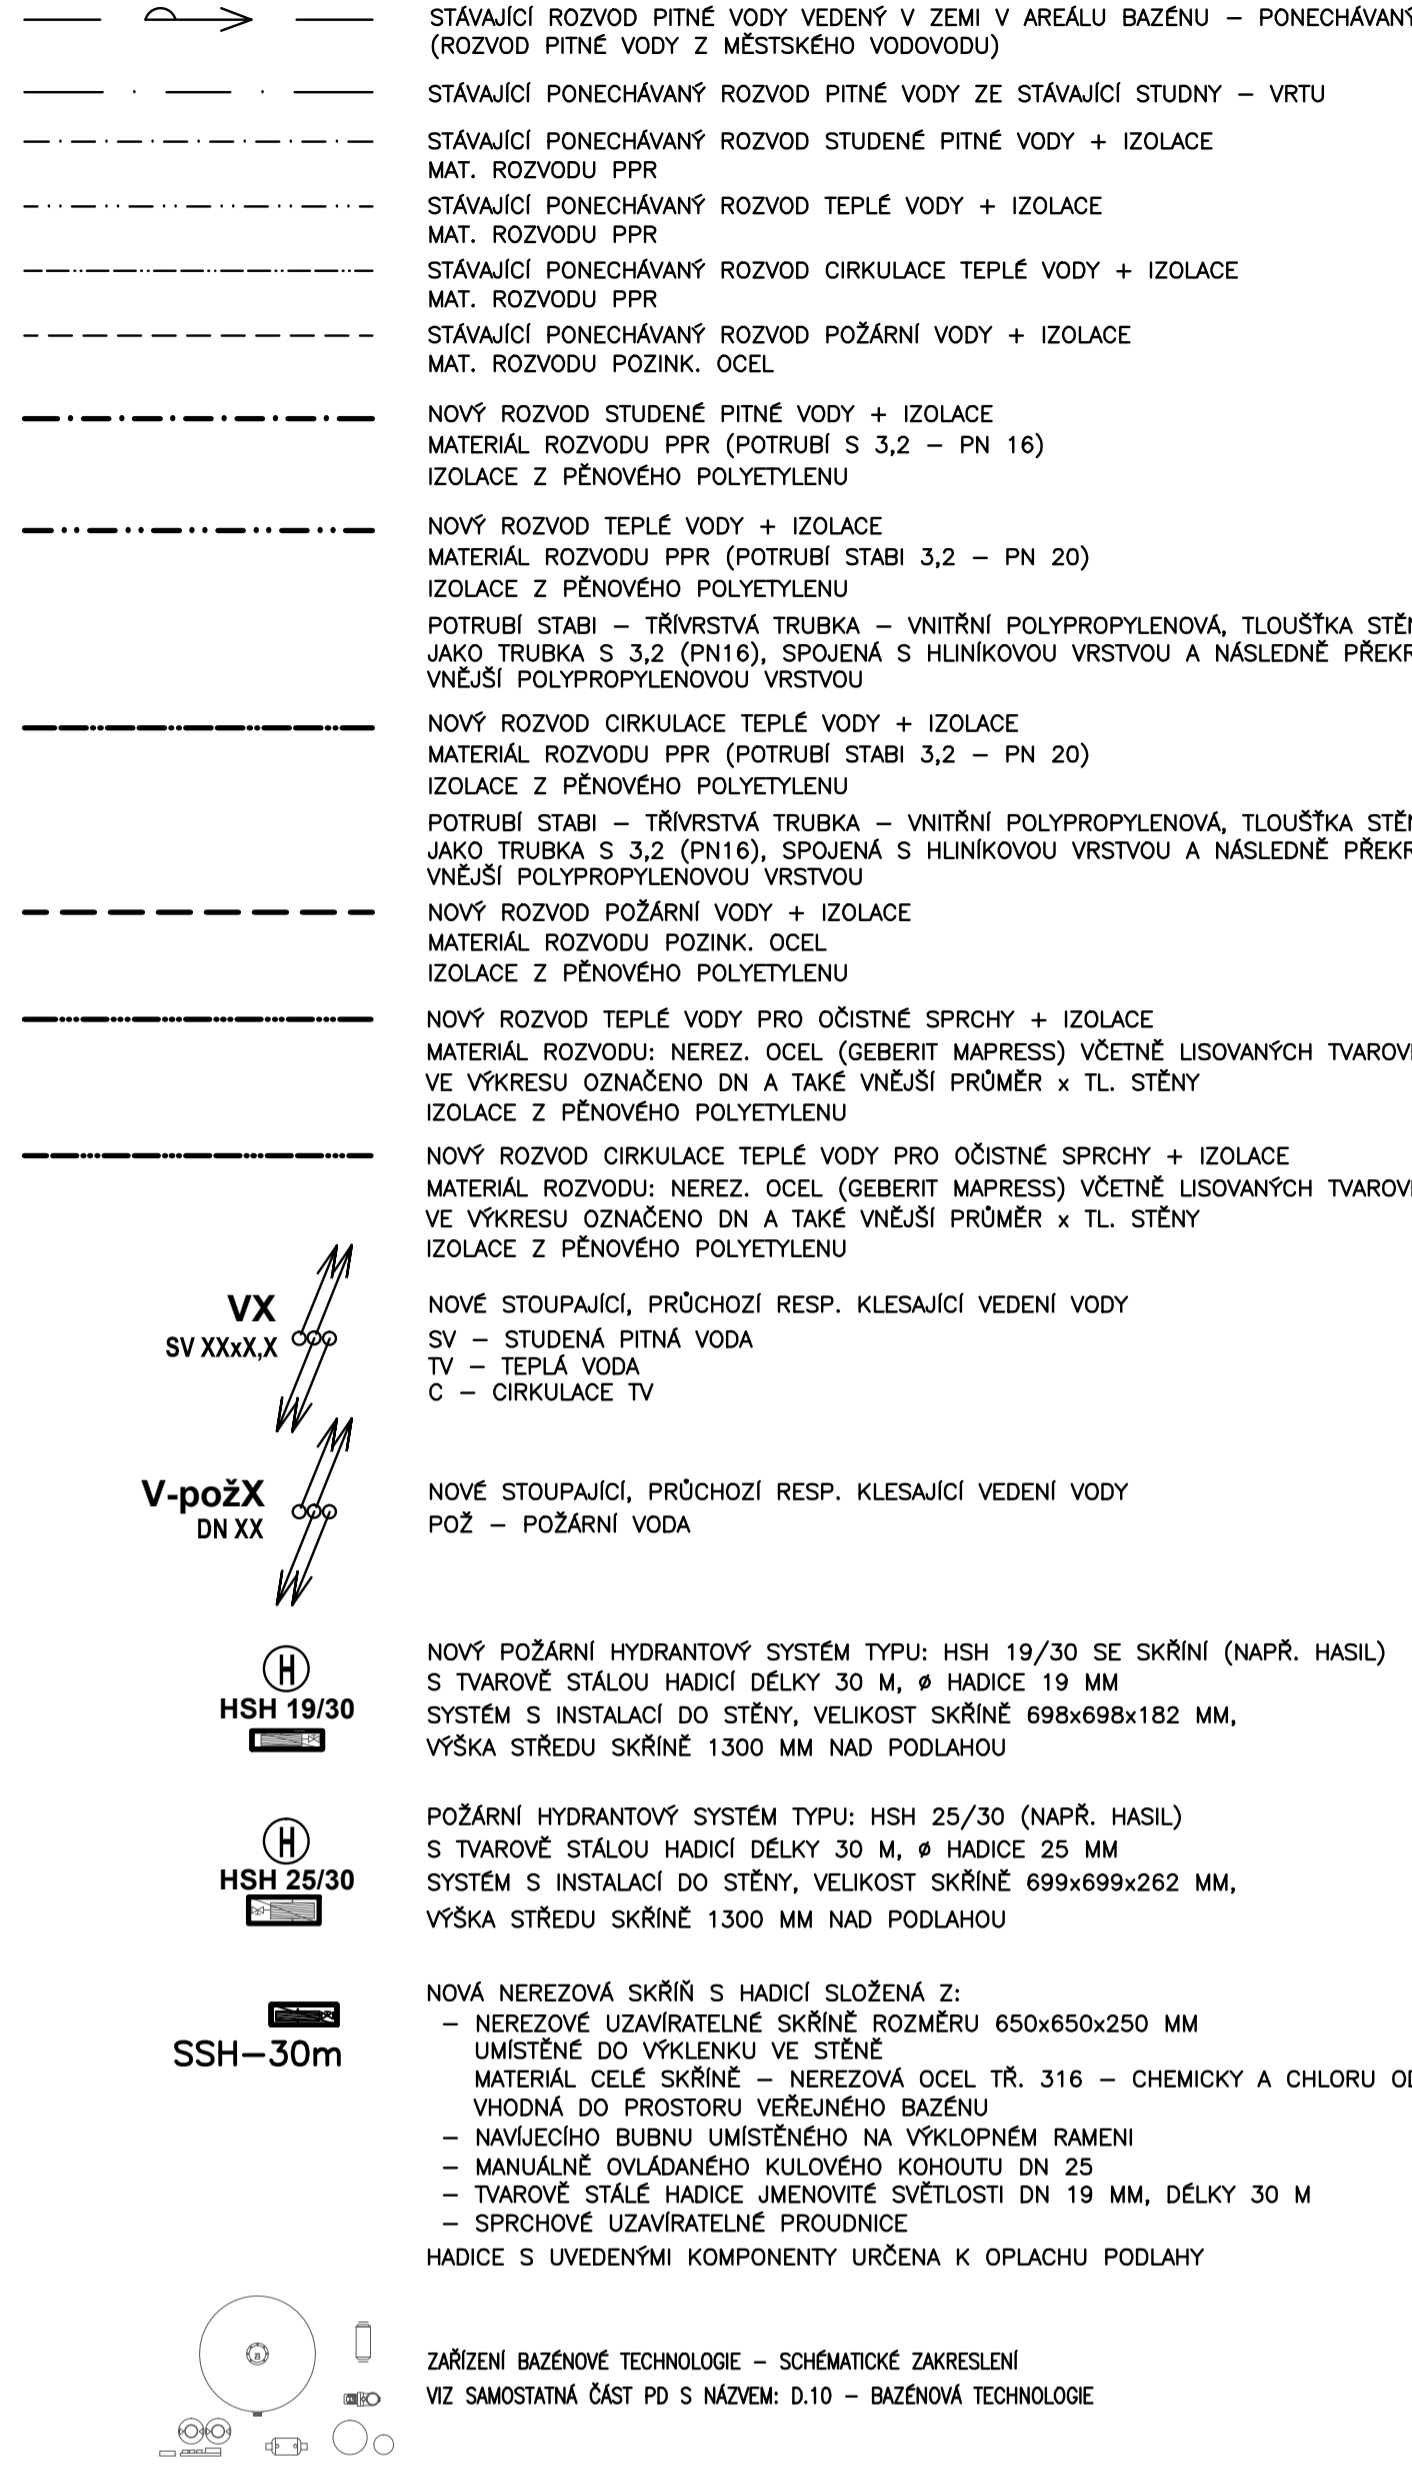 STÁVAJÍCÍ ROZVOD PITNÉ VODY VEDENÝ V ZEMI V AREÁLU BAZÉNU – PONECHÁVANÝ
(ROZVOD PITNÉ VODY Z MĚSTSKÉHO VODOVODU)
STÁVAJÍCÍ PONECHÁVANÝ ROZVOD PITNÉ VODY ZE STÁVAJÍCÍ STUDNY – VRTU
STÁVAJÍCÍ PONECHÁVANÝ ROZVOD STUDENÉ PITNÉ VODY + IZOLACE
MAT. ROZVODU PPR
STÁVAJÍCÍ PONECHÁVANÝ ROZVOD TEPLÉ VODY + IZOLACE
MAT. ROZVODU PPR
STÁVAJÍCÍ PONECHÁVANÝ ROZVOD CIRKULACE TEPLÉ VODY + IZOLACE
MAT. ROZVODU PPR
STÁVAJÍCÍ PONECHÁVANÝ ROZVOD POŽÁRNÍ VODY + IZOLACE
MAT. ROZVODU POZINK. OCEL
NOVÝ ROZVOD STUDENÉ PITNÉ VODY + IZOLACE
MATERIÁL ROZVODU PPR (POTRUBÍ S 3,2 – PN 16)
IZOLACE Z PĚNOVÉHO POLYETYLENU
NOVÝ ROZVOD TEPLÉ VODY + IZOLACE
MATERIÁL ROZVODU PPR (POTRUBÍ STABI 3,2 – PN 20)
IZOLACE Z PĚNOVÉHO POLYETYLENU
POTRUBÍ STABI – TŘÍVRSTVÁ TRUBKA – VNITŘNÍ POLYPROPYLENOVÁ, TLOUŠŤKA
JAKO TRUBKA S 3,2 (PN16), SPOJENÁ S HLINÍKOVOU VRSTVOU A NÁSLEDNĚ
VNĚJŠÍ POLYPROPYLENOVOU VRSTVOU
NOVÝ ROZVOD CIRKULACE TEPLÉ VODY + IZOLACE
MATERIÁL ROZVODU PPR (POTRUBÍ STABI 3,2 – PN 20)
IZOLACE Z PĚNOVÉHO POLYETYLENU
POTRUBÍ STABI – TŘÍVRSTVÁ TRUBKA – VNITŘNÍ POLYPROPYLENOVÁ, TLOUŠŤKA
JAKO TRUBKA S 3,2 (PN16), SPOJENÁ S HLINÍKOVOU VRSTVOU A NÁSLEDNĚ
VNĚJŠÍ POLYPROPYLENOVOU VRSTVOU
NOVÝ ROZVOD POŽÁRNÍ VODY + IZOLACE
MATERIÁL ROZVODU POZINK. OCEL
IZOLACE Z PĚNOVÉHO POLYETYLENU
NOVÝ ROZVOD TEPLÉ VODY PRO OČISTNÉ SPRCHY + IZOLACE
MATERIÁL ROZVODU: NEREZ. OCEL (GEBERIT MAPRESS) VČETNĚ LISOVANÝCH
VE VÝKRESU OZNAČENO DN A TAKÉ VNĚJŠÍ PRŮMĚR x TL. STĚNY
IZOLACE Z PĚNOVÉHO POLYETYLENU
NOVÝ ROZVOD CIRKULACE TEPLÉ VODY PRO OČISTNÉ SPRCHY + IZOLACE
MATERIÁL ROZVODU: NEREZ. OCEL (GEBERIT MAPRESS) VČETNĚ LISOVANÝCH
VE VÝKRESU OZNAČENO DN A TAKÉ VNĚJŠÍ PRŮMĚR x TL. STĚNY
IZOLACE Z PĚNOVÉHO POLYETYLENU
VX
SV XXxX,X
NOVÉ STOUPAJÍCÍ, PRŮCHOZÍ RESP. KLESAJÍCÍ VEDENÍ VODY
SV – STUDENÁ PITNÁ VODA
TV – TEPLÁ VODA
C – CIRKULACE TV
V-požX
DN XX
NOVÉ STOUPAJÍCÍ, PRŮCHOZÍ RESP. KLESAJÍCÍ VEDENÍ VODY
POŽ – POŽÁRNÍ VODA
H
HSH 19/30
NOVÝ POŽÁRNÍ HYDRANTOVÝ SYSTÉM TYPU: HSH 19/30 SE SKŘÍNÍ (NAPŘ. HASIL)
S TVAROVĚ STÁLOU HADICÍ DÉLKY 30 M, ø HADICE 19 MM
SYSTÉM S INSTALACÍ DO STĚNY, VELIKOST SKŘÍNĚ 698x698x182 MM,
VÝŠKA STŘEDU SKŘÍNĚ 1300 MM NAD PODLAHOU
H
HSH 25/30
POŽÁRNÍ HYDRANTOVÝ SYSTÉM TYPU: HSH 25/30 (NAPŘ. HASIL)
S TVAROVĚ STÁLOU HADICÍ DÉLKY 30 M, ø HADICE 25 MM
SYSTÉM S INSTALACÍ DO STĚNY, VELIKOST SKŘÍNĚ 699x699x262 MM,
VÝŠKA STŘEDU SKŘÍNĚ 1300 MM NAD PODLAHOU
SSH–30m
NOVÁ NEREZOVÁ SKŘÍŇ S HADICÍ SLOŽENÁ Z:
– NEREZOVÉ UZAVÍRATELNÉ SKŘÍNĚ ROZMĚRU 650x650x250 MM
UMÍSTĚNÉ DO VÝKLENKU VE STĚNĚ
MATERIÁL CELÉ SKŘÍNĚ – NEREZOVÁ OCEL TŘ. 316 – CHEMICKY A CHLORU
VHODNÁ DO PROSTORU VEŘEJNÉHO BAZÉNU
– NAVÍJECÍHO BUBNU UMÍSTĚNÉHO NA VÝKLOPNÉM RAMENI
– MANUÁLNĚ OVLÁDANÉHO KULOVÉHO KOHOUTU DN 25
– TVAROVĚ STÁLÉ HADICE JMENOVITÉ SVĚTLOSTI DN 19 MM, DÉLKY 30 M
– SPRCHOVÉ UZAVÍRATELNÉ PROUDNICE
HADICE S UVEDENÝMI KOMPONENTY URČENA K OPLACHU PODLAHY
ZAŘÍZENÍ BAZÉNOVÉ TECHNOLOGIE – SCHÉMATICKÉ ZAKRESLENÍ
VIZ SAMOSTATNÁ ČÁST PD S NÁZVEM: D.10 – BAZÉNOVÁ TECHNOLOGIE